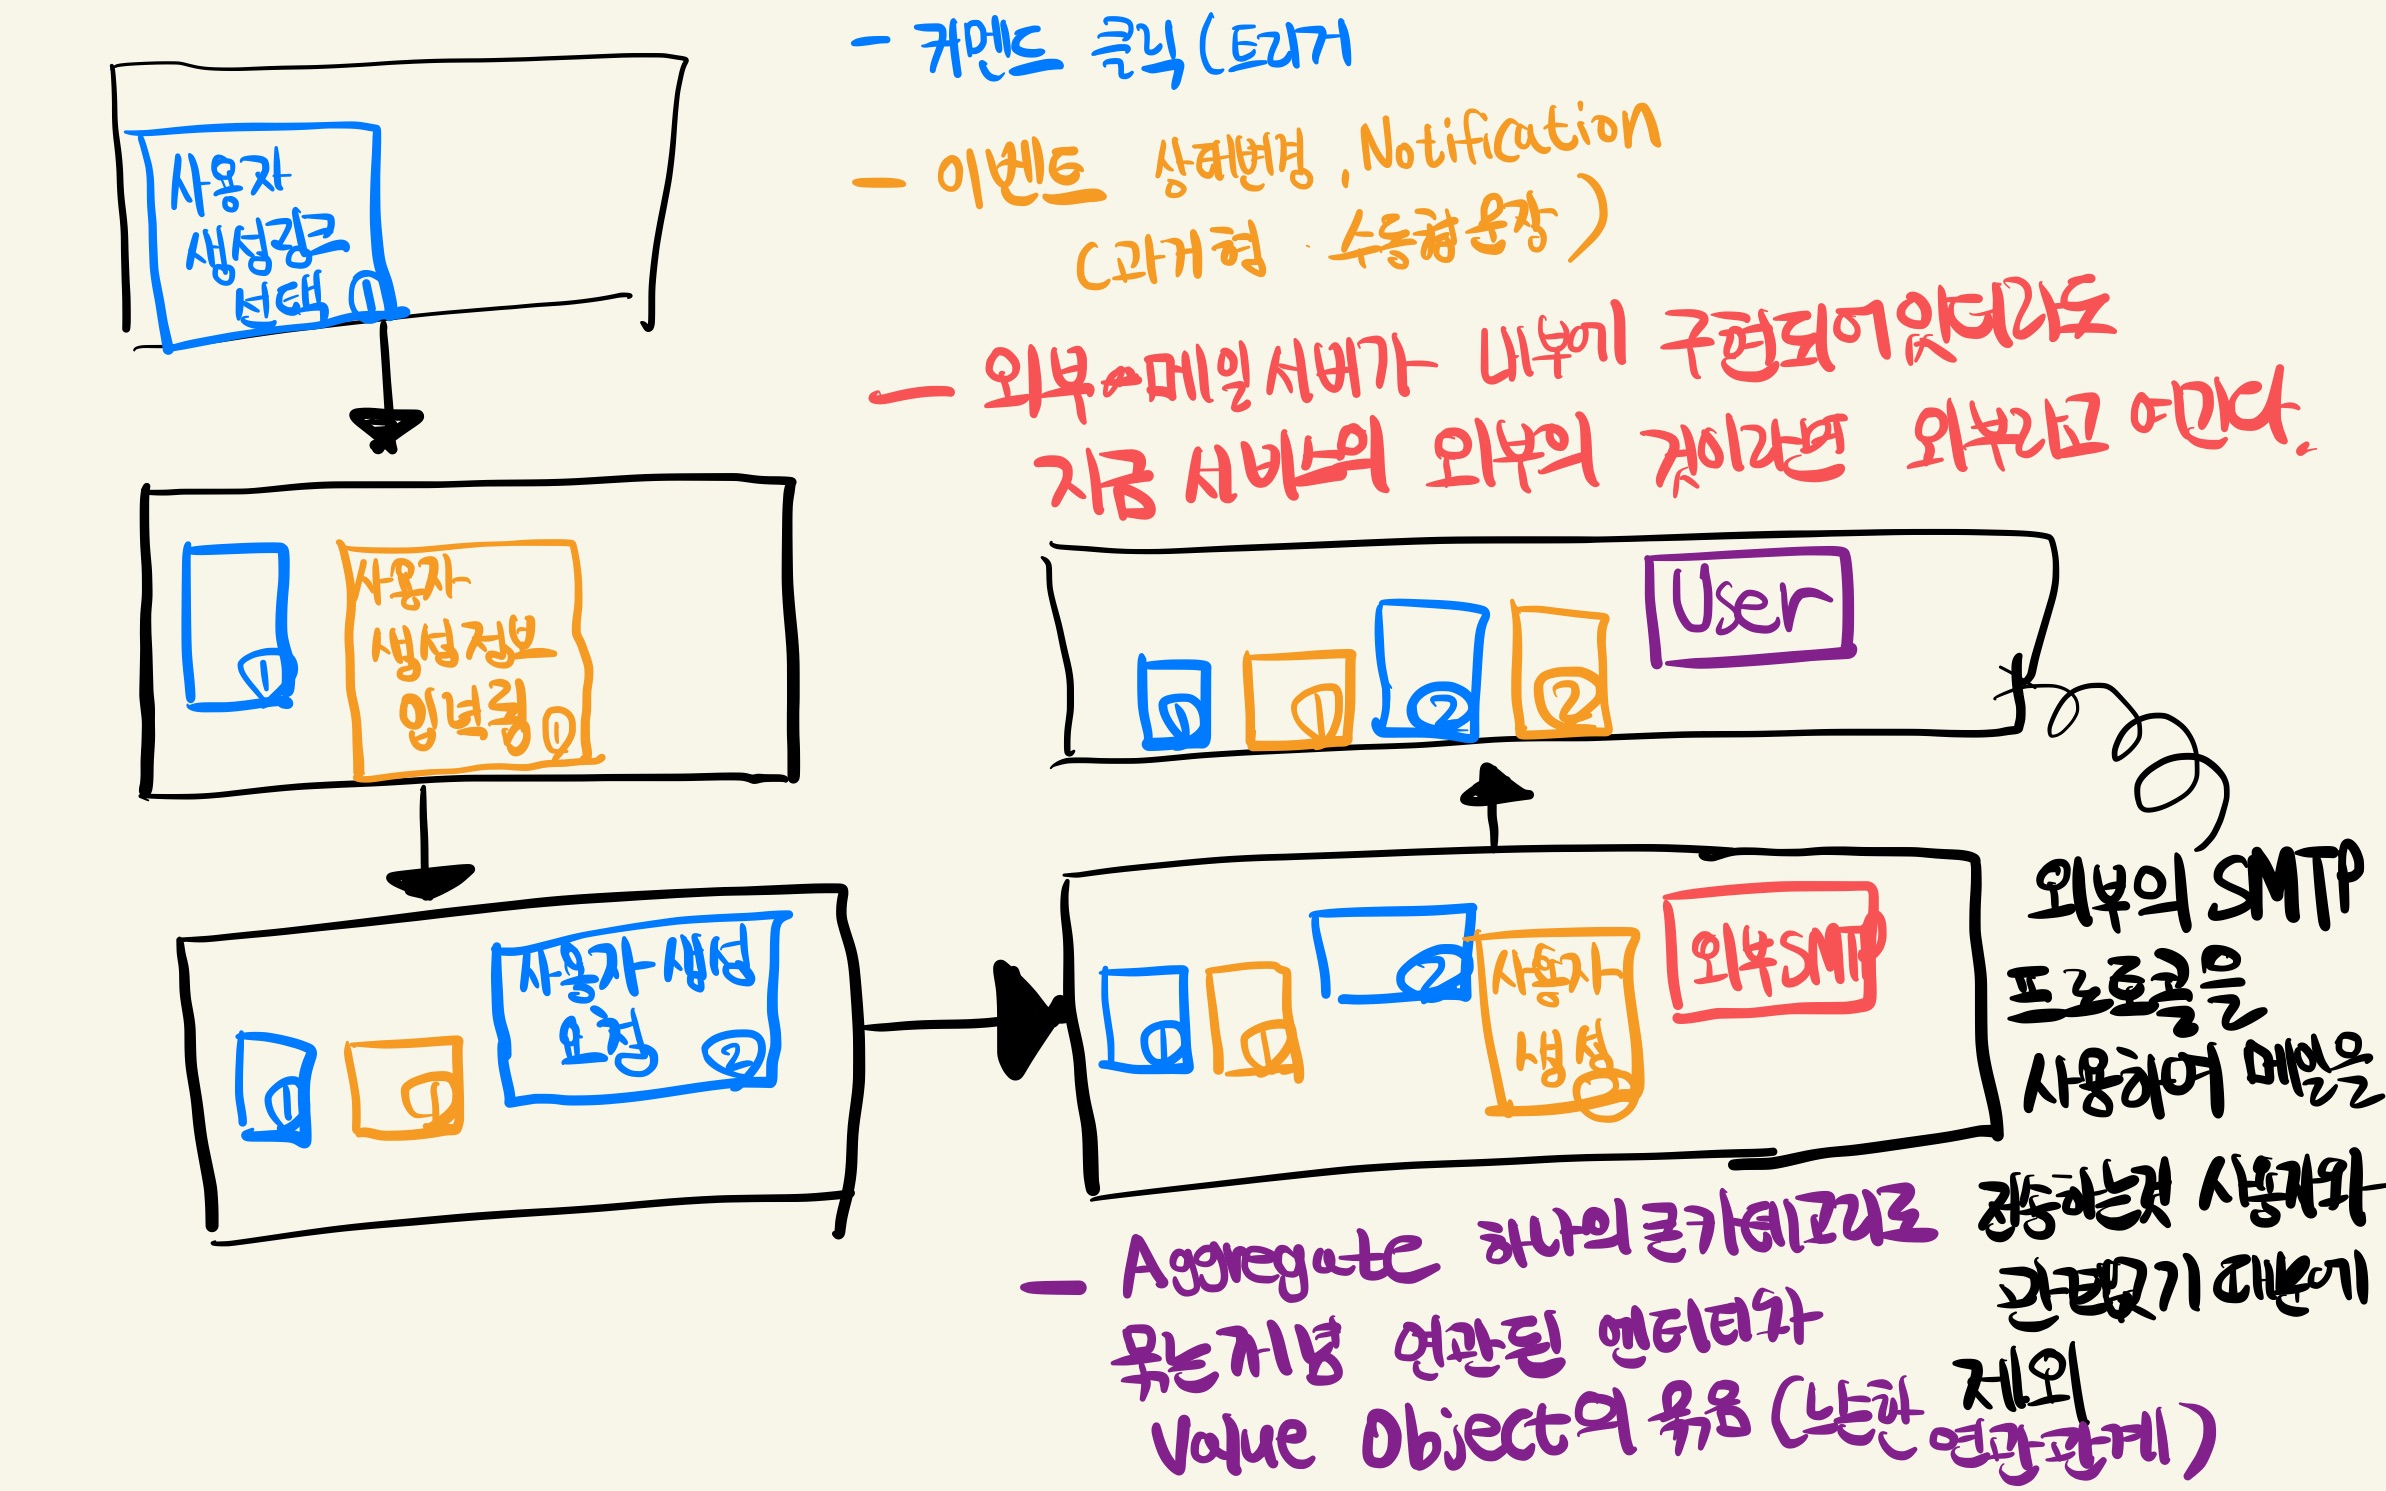 - 커맨드 클릭(트리거
- 이벤트 상태변경, Notification
(과거형 · 수동형문장)
- 외부 - 메일서버가 내부에 구현되어있더라도
지금 서비스의 외부의 것이라면 외부라고 여긴다.
사용자
생성링크
선택 ①
①
사용자
생성정보
입력됨 ①
①
①
사용자 생성
요청 ②
①
①
②
사용자
생성
②
외부SMTP
①
①
②
②
User
외부의 SMTP
프로토콜을
사용하여 메일을
전송하는것 사용자와
관련있기 때문에
제외
- Aggregate 하나의 큰카테고리로
묶는과정 연관된 엔티티와
Value Object의 묶음 (남은것 연관관계)